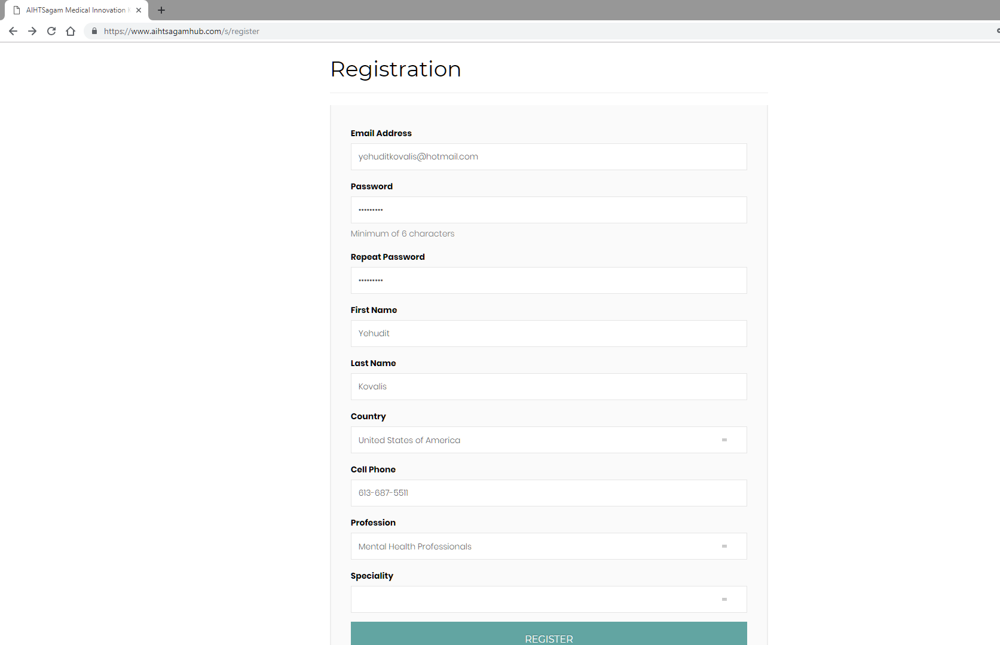 AIHTSagam Medical Innovation
https://www.aihtsagamhub.com/s/register
Registration
Email Address
yehuditkovalis@hotmail.com
Password
•••••••••
Minimum of 6 characters
Repeat Password
•••••••••
First Name
Yehudit
Last Name
Kovalis
Country
United States of America
Cell Phone
613-687-5511
Profession
Mental Health Professionals
Speciality
REGISTER